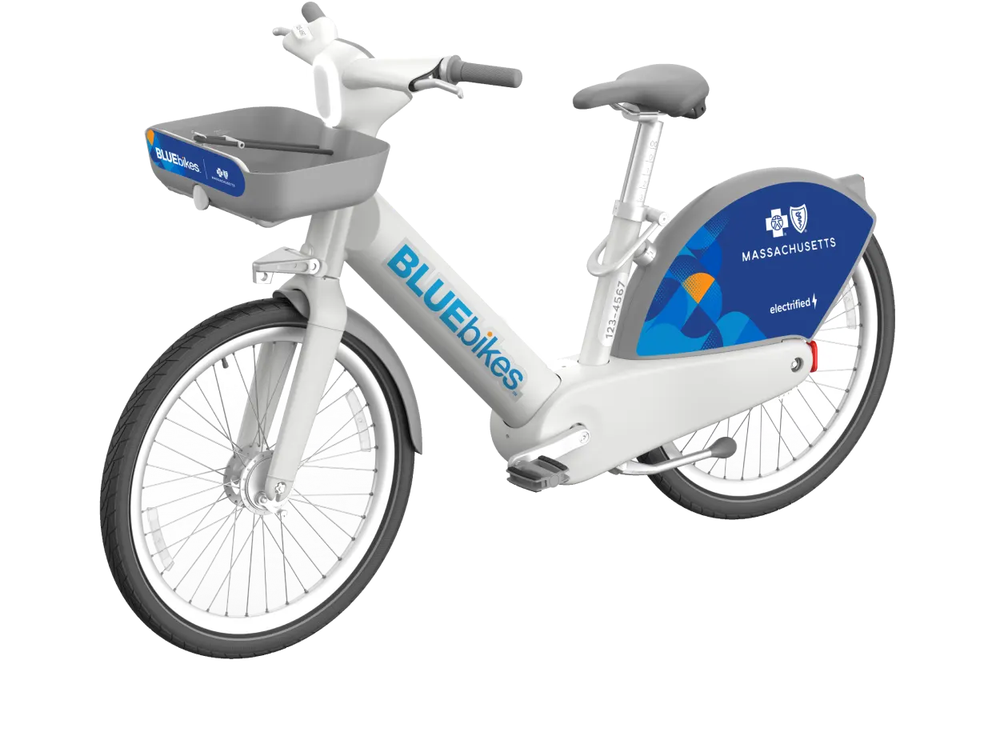 BLUEbikes.
MASSACHUSETTS
BLUEbikes.
123-4567
MASSACHUSETTS
electrified